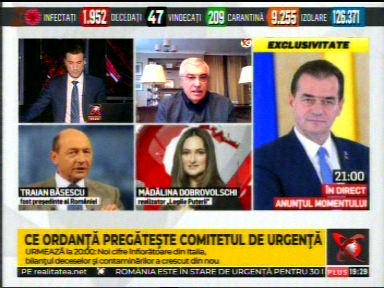 INFECTAȚI 1.952 DECEDAȚI 47 VINDECAȚI 209 CARANTINĂ 9.255 IZOLARE 126.371
EXCLUSIVITATE
TRAIAN BĂSESCU
fost președinte al României
MĂDĂLINA DOBROVOLSCHI
realizator „Legile Puterii”
21:00
ÎN DIRECT
ANUNȚUL MOMENTULUI
CE ORDANȚĂ PREGĂTEȘTE COMITETUL DE URGENȚĂ
URMEAZĂ la 20:00: Noi cifre înfiorătoare din Italia,
bilanțul deceselor și contaminărilor a crescut din nou
PE realitatea.net ROMÂNIA ESTE ÎN STARE DE URGENȚĂ PENTRU 30 DE
PLUS 19:29